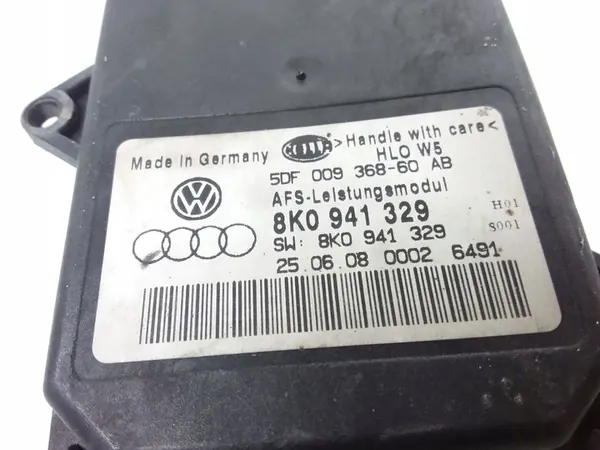 Made in Germany
>Handle with care<
HLO W5
5DF 009 368-60 AB
AFS-Leistungsmodul
8K0 941 329
H01
SW: 8K0 941 329
S001
25.06.08 0002 6491